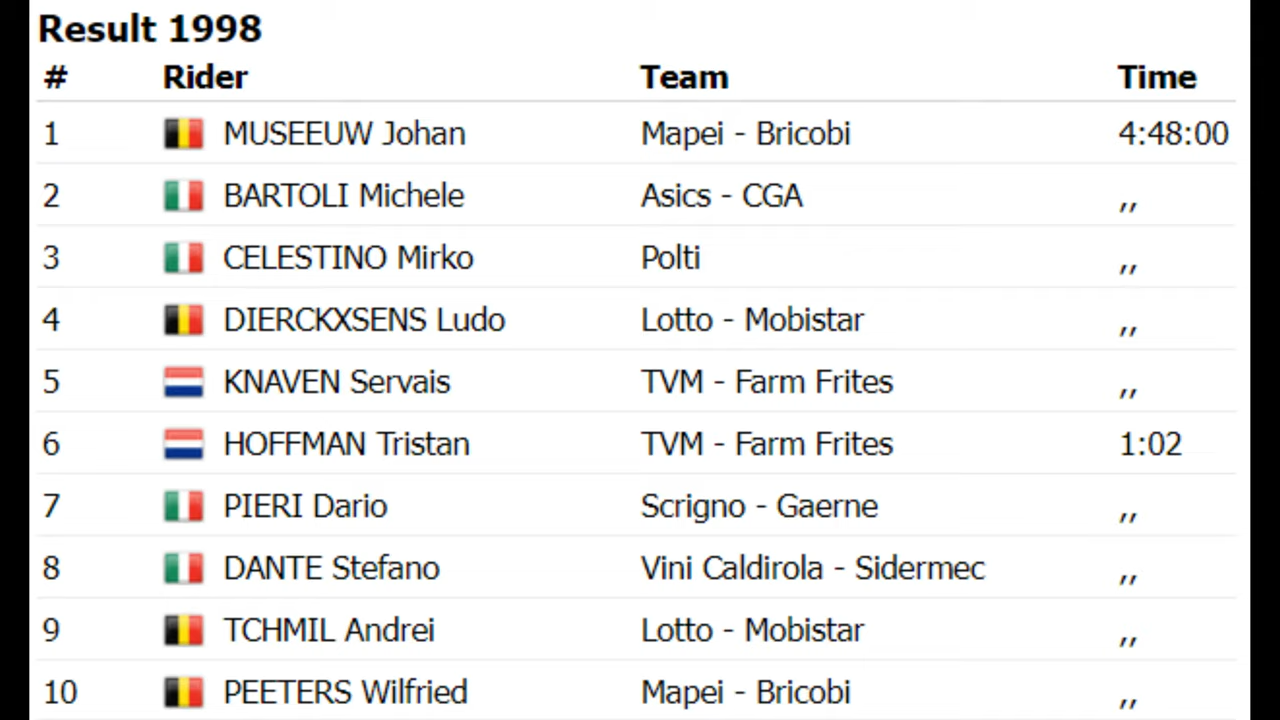 Result 1998
# Rider Team Time
1 MUSEEUW Johan Mapei - Bricobi 4:48:00
2 BARTOLI Michele Asics - CGA ,,
3 CELESTINO Mirko Polti ,,
4 DIERCKXSENS Ludo Lotto - Mobistar ,,
5 KNAVEN Servais TVM - Farm Frites ,,
6 HOFFMAN Tristan TVM - Farm Frites 1:02
7 PIERI Dario Scrigno - Gaerne ,,
8 DANTE Stefano Vini Caldirola - Sidermec ,,
9 TCHMIL Andrei Lotto - Mobistar ,,
10 PEETERS Wilfried Mapei - Bricobi ,,